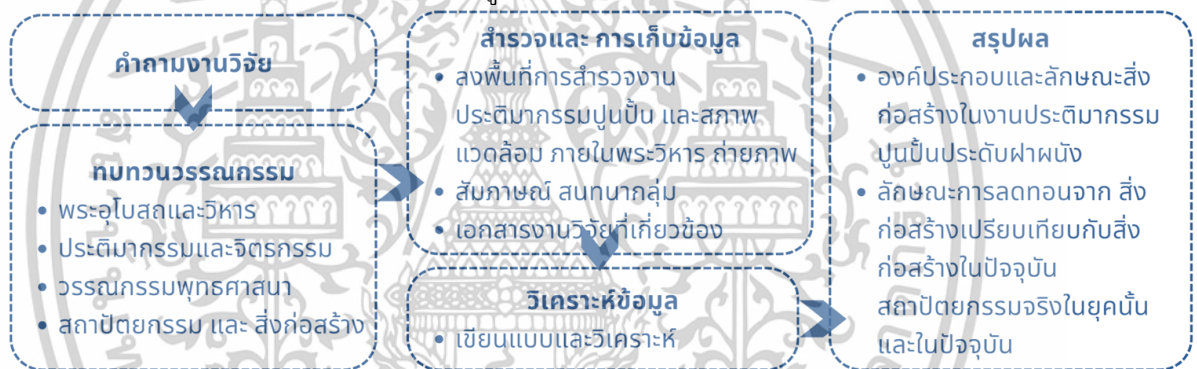 คำถามงานวิจัย
ทบทวนวรรณกรรม
• พระอุโบสถและวิหาร
• ประติมากรรมและจิตรกรรม
• วรรณกรรมพุทธศาสนา
• สถาปัตยกรรม และ สิ่งก่อสร้าง
สำรวจและ การเก็บข้อมูล
• ลงพื้นที่การสำรวจงาน
ประติมากรรมปูนปั้น และสภาพ
แวดล้อม ภายในพระวิหาร ถ่ายภาพ
• สัมภาษณ์ สนทนากลุ่ม
• เอกสารงานวิจัยที่เกี่ยวข้อง
วิเคราะห์ข้อมูล
• เขียนแบบและวิเคราะห์
สรุปผล
• องค์ประกอบและลักษณะสิ่ง
ก่อสร้างในงานประติมากรรม
ปูนปั้นประดับฝาผนัง
• ลักษณะการลดทอนจาก สิ่ง
ก่อสร้างเปรียบเทียบกับสิ่ง
ก่อสร้างในปัจจุบัน
สถาปัตยกรรมจริงในยุคนั้น
และในปัจจุบัน